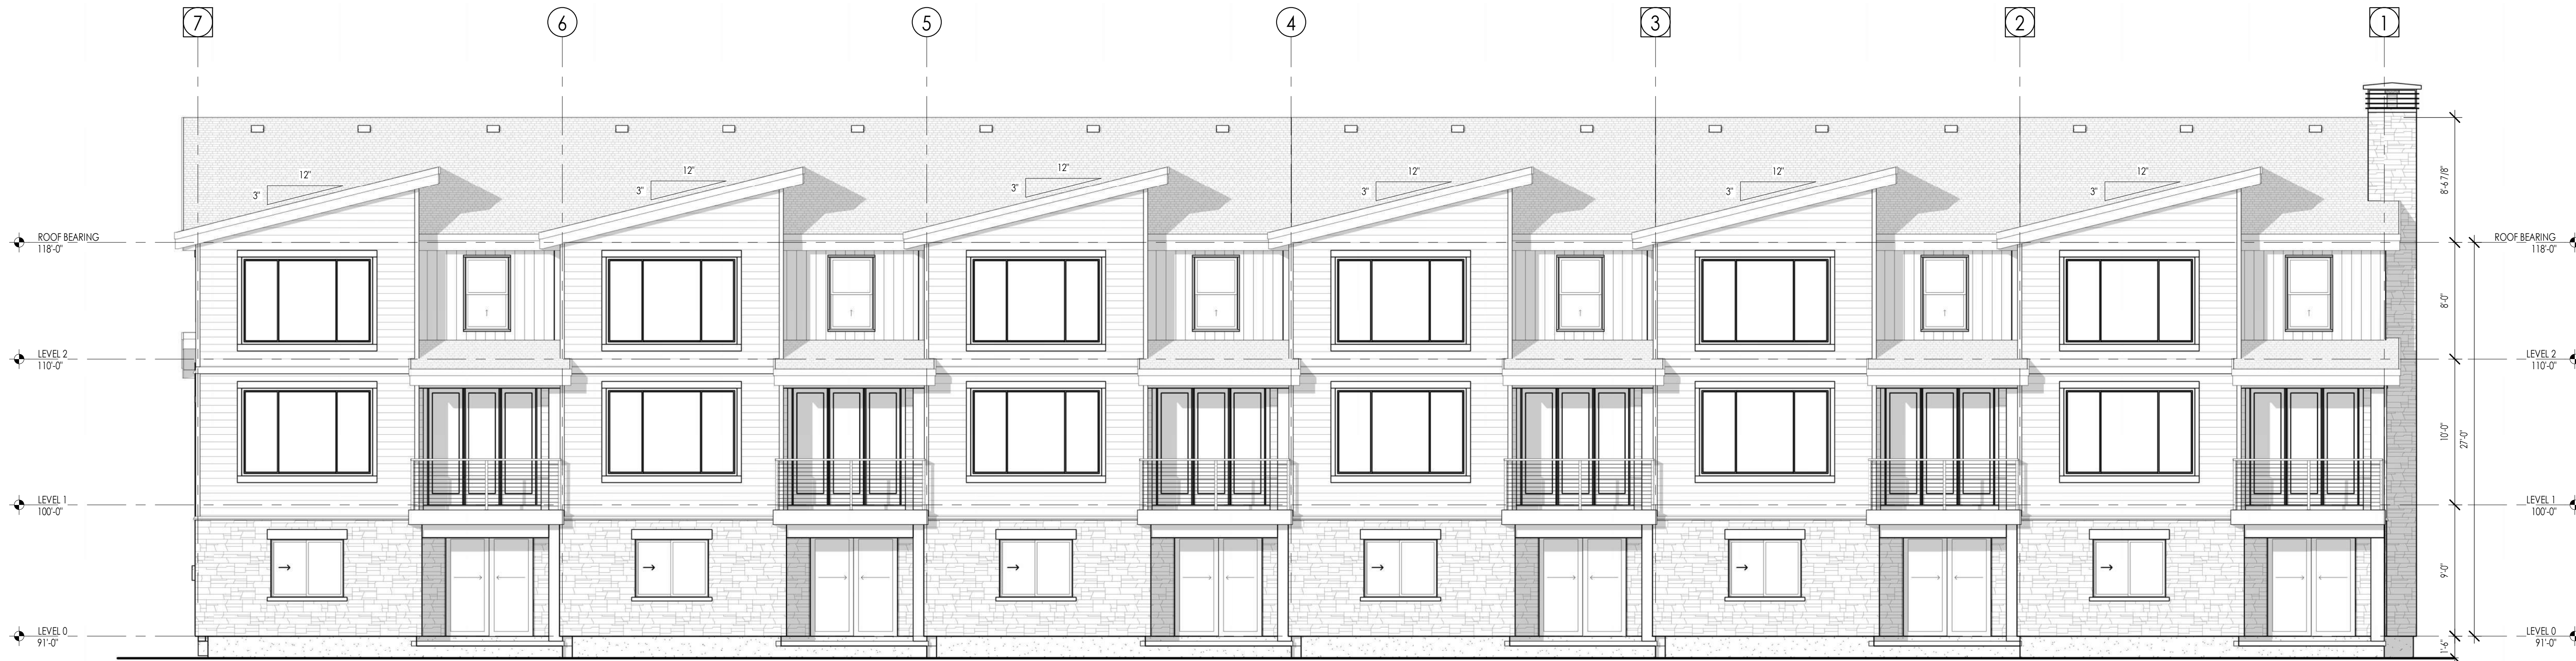 7 6 5 4 3 2 1
12" 12" 12" 12" 12" 12"
3" 3" 3" 3" 3" 3"
8'-6 7/8"
ROOF BEARING
118'-0"
ROOF BEARING
118'-0"
8'-0"
LEVEL 2
110'-0"
LEVEL 2
110'-0"
10'-0"
27'-0"
LEVEL 1
100'-0"
LEVEL 1
100'-0"
9'-0"
LEVEL 0
91'-0"
LEVEL 0
91'-0"
1'-6"